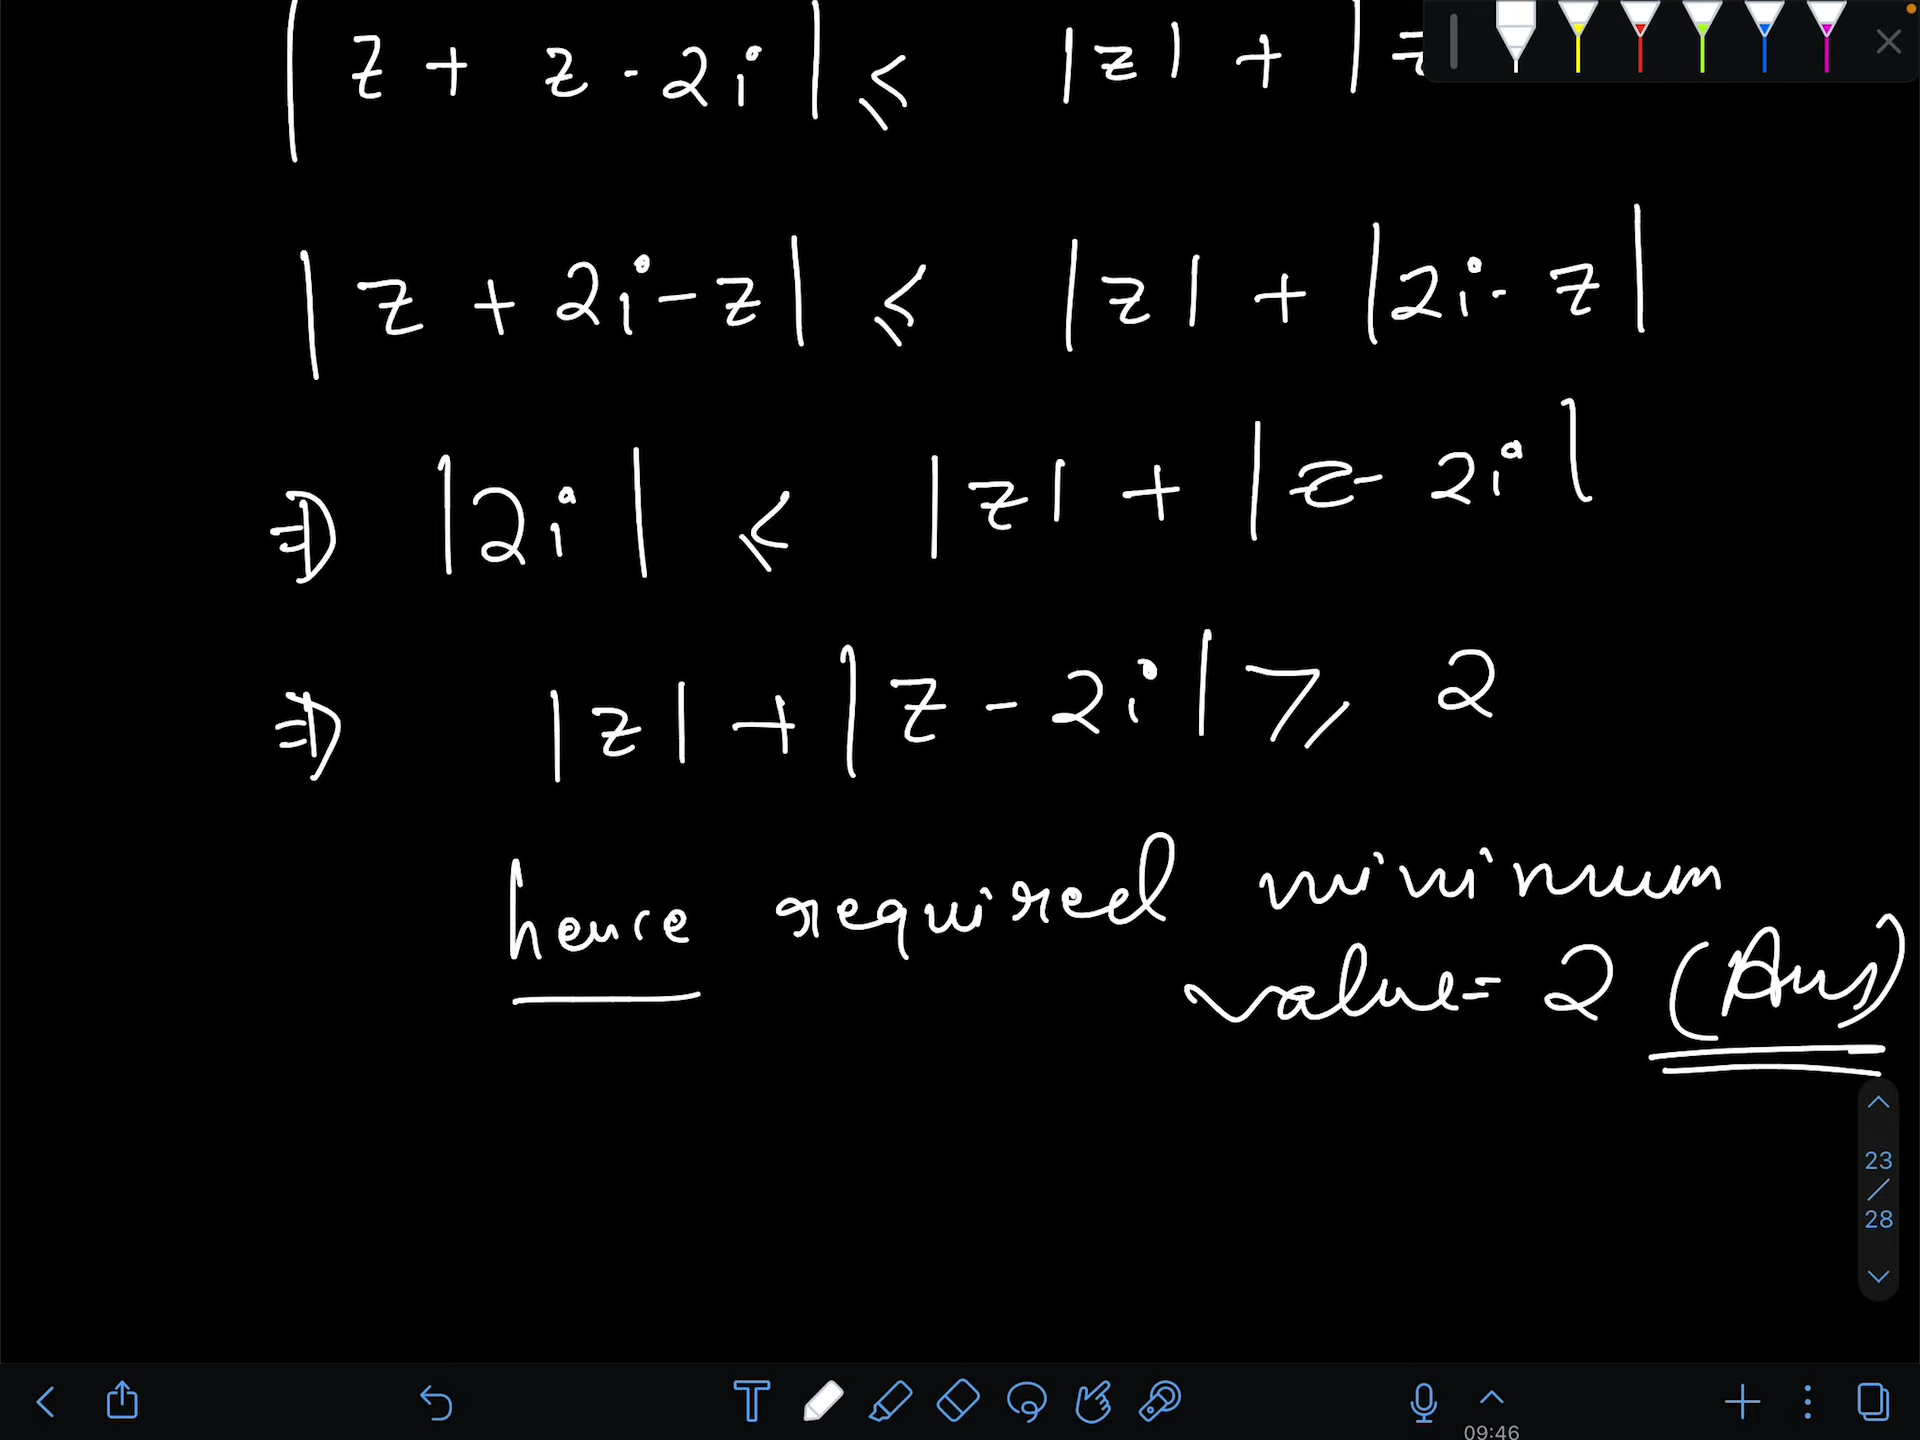 | z + z - 2i | ≤ |z| + |
| z + 2i - z | ≤ |z| + |2i - z|
⇒ |2i| ≤ |z| + |z - 2i|
⇒ |z| + |z - 2i| ≥ 2
hence required minimum
value = 2 (Ans)
23
/
28
T
09:46